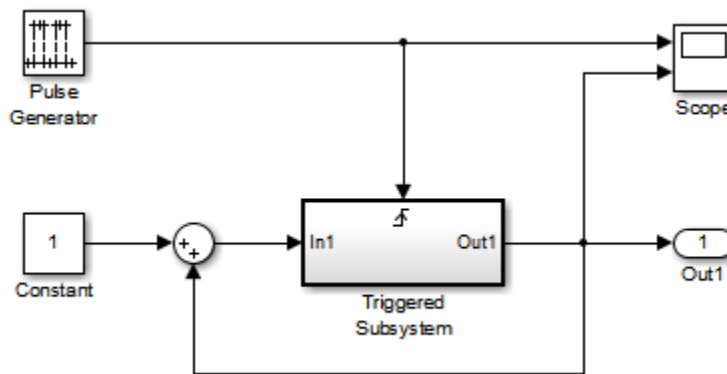 Pulse
Generator
Scope
1
Constant
In1
Out1
Triggered
Subsystem
1
Out1